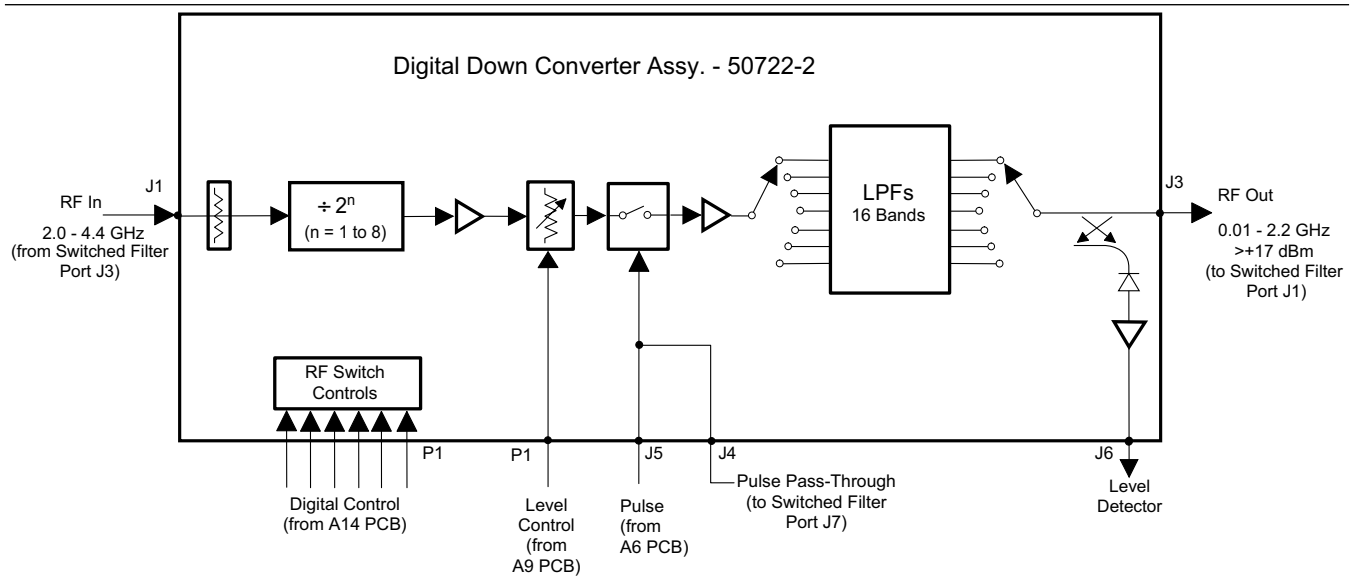 Digital Down Converter Assy. - 50722-2
J1
RF In
2.0 - 4.4 GHz
(from Switched Filter
Port J3)
÷ 2ⁿ
(n = 1 to 8)
LPFs
16 Bands
J3
RF Out
0.01 - 2.2 GHz
>+17 dBm
(to Switched Filter
Port J1)
RF Switch
Controls
P1
P1
J5
J4
J6
Digital Control
(from A14 PCB)
Level
Control
(from
A9 PCB)
Pulse
(from
A6 PCB)
Pulse Pass-Through
(to Switched Filter
Port J7)
Level
Detector